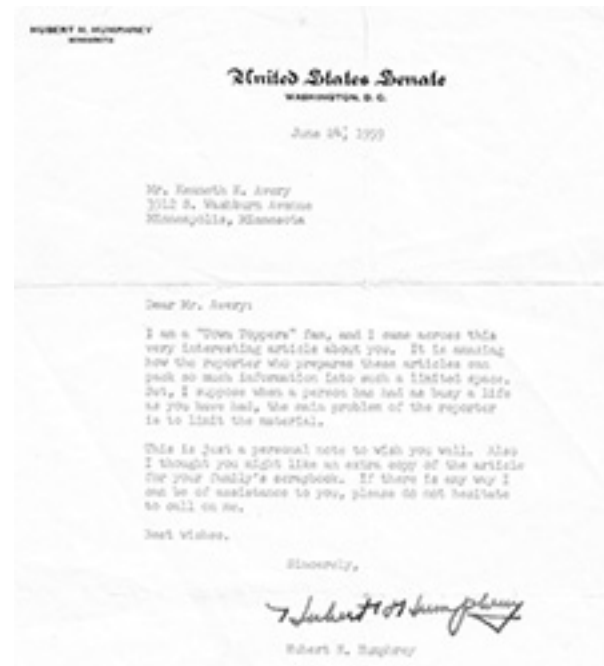 HUBERT H. HUMPHREY
MINNESOTA
United States Senate
WASHINGTON, D. C.
June 24, 1959
Mr. Kenneth N. Avery
3912 S. Washburn Avenue
Minneapolis, Minnesota
Dear Mr. Avery:
I am a "Town Toppers" fan, and I came across this
very interesting article about you. It is amazing
how the reporter who prepares these articles can
pack so much information into such a limited space.
But, I suppose when a person has had as busy a life
as you have had, the main problem of the reporter
is to limit the material.
This is just a personal note to wish you well. Also
I thought you might like an extra copy of the article
for your family's scrapbook. If there is any way I
can be of assistance to you, please do not hesitate
to call on me.
Best wishes.
Sincerely,
Hubert H Humphrey
Hubert H. Humphrey